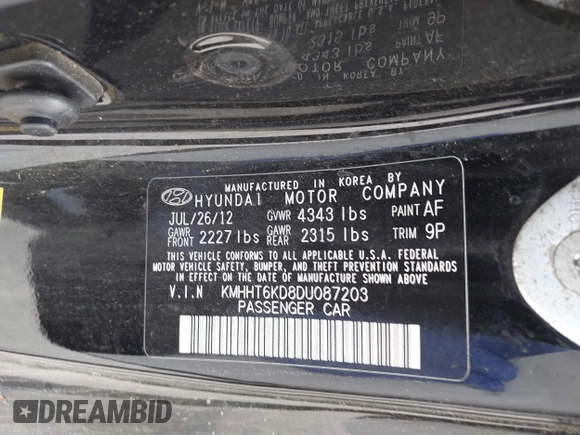 MANUFACTURED IN KOREA BY
HYUNDAI MOTOR COMPANY
JUL/26/12 GVWR 4343 lbs PAINT AF
GAWR FRONT 2227 lbs GAWR REAR 2315 lbs TRIM 9P
THIS VEHICLE CONFORMS TO ALL APPLICABLE U.S.A. FEDERAL
MOTOR VEHICLE SAFETY, BUMPER, AND THEFT PREVENTION
STANDARDS IN EFFECT ON THE DATE OF MANUFACTURE SHOWN ABOVE
V.I.N KMHHT6KD8DU087203
PASSENGER CAR
DREAMBID